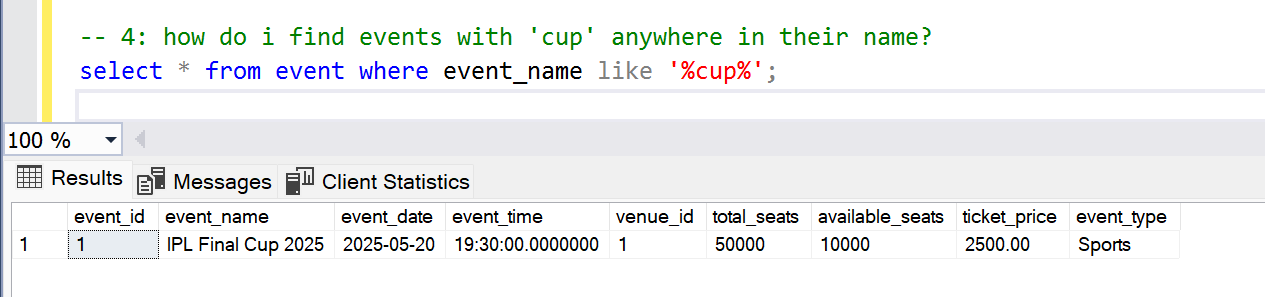 -- 4: how do i find events with 'cup' anywhere in their name?
select * from event where event_name like '%cup%';
100 %
Results Messages Client Statistics
event_id event_name event_date event_time venue_id total_seats available_seats ticket_price event_type
1 1 IPL Final Cup 2025 2025-05-20 19:30:00.0000000 1 50000 10000 2500.00 Sports